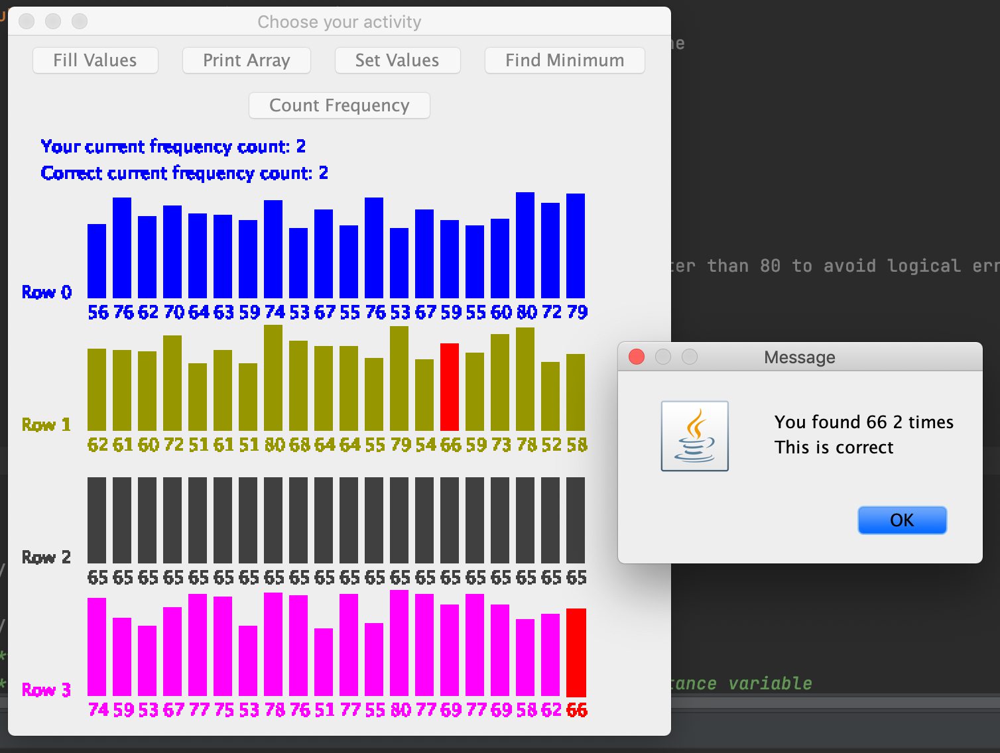 Choose your activity
Fill Values Print Array Set Values Find Minimum
Count Frequency
Your current frequency count: 2
Correct current frequency count: 2
Row 0
56 76 62 70 64 63 59 74 53 67 55 76 53 67 59 55 60 80 72 79
Row 1
62 61 60 72 51 61 51 80 68 64 64 55 79 54 66 59 73 78 52 58
Row 2
65 65 65 65 65 65 65 65 65 65 65 65 65 65 65 65 65 65 65 65
Row 3
74 59 53 67 77 75 53 78 76 51 77 55 80 77 69 77 69 58 62 66
than 80 to avoid logical
Message
You found 66 2 times
This is correct
OK
variable